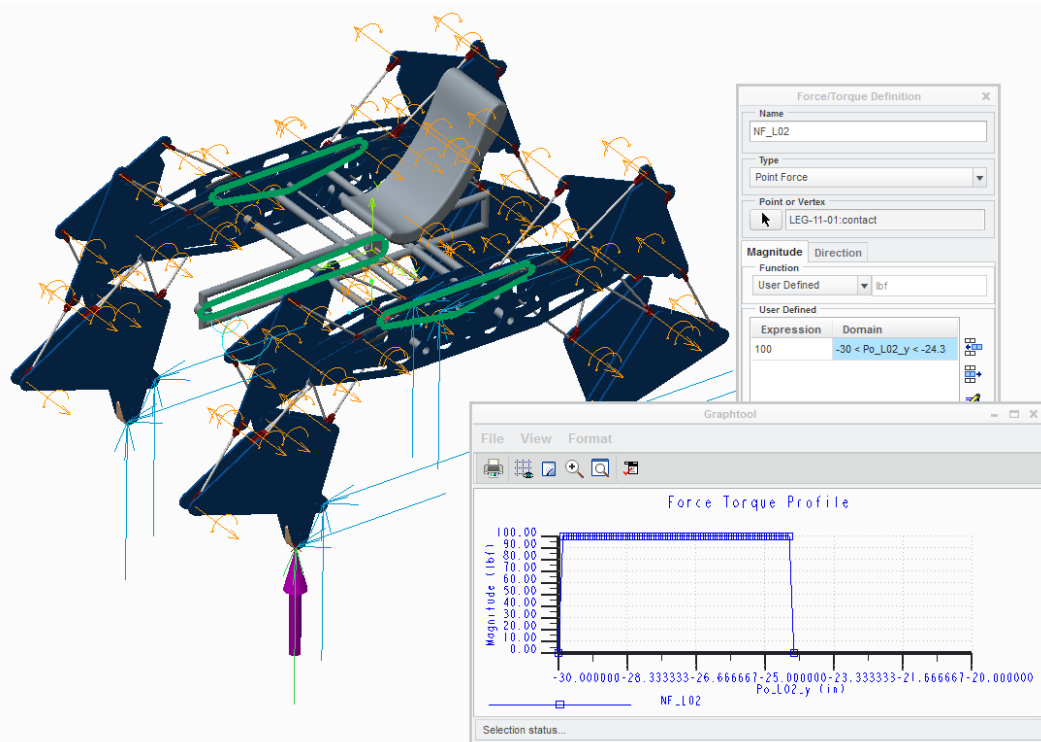 Force/Torque Definition
Name
NF_L02
Type
Point Force
Point or Vertex
LEG-11-01:contact
Magnitude Direction
Function
User Defined lbf
User Defined
Expression Domain
100 -30 < Po_L02_y < -24.3
Graphtool
File View Format
Force Torque Profile
Magnitude (lbf)
100.00
90.00
80.00
70.00
60.00
50.00
40.00
30.00
20.00
10.00
0.00
-30.000000-28.333333-26.666667-25.000000-23.333333-21.666667-20.000000
Po_L02_y (in)
NF_L02
Selection status...